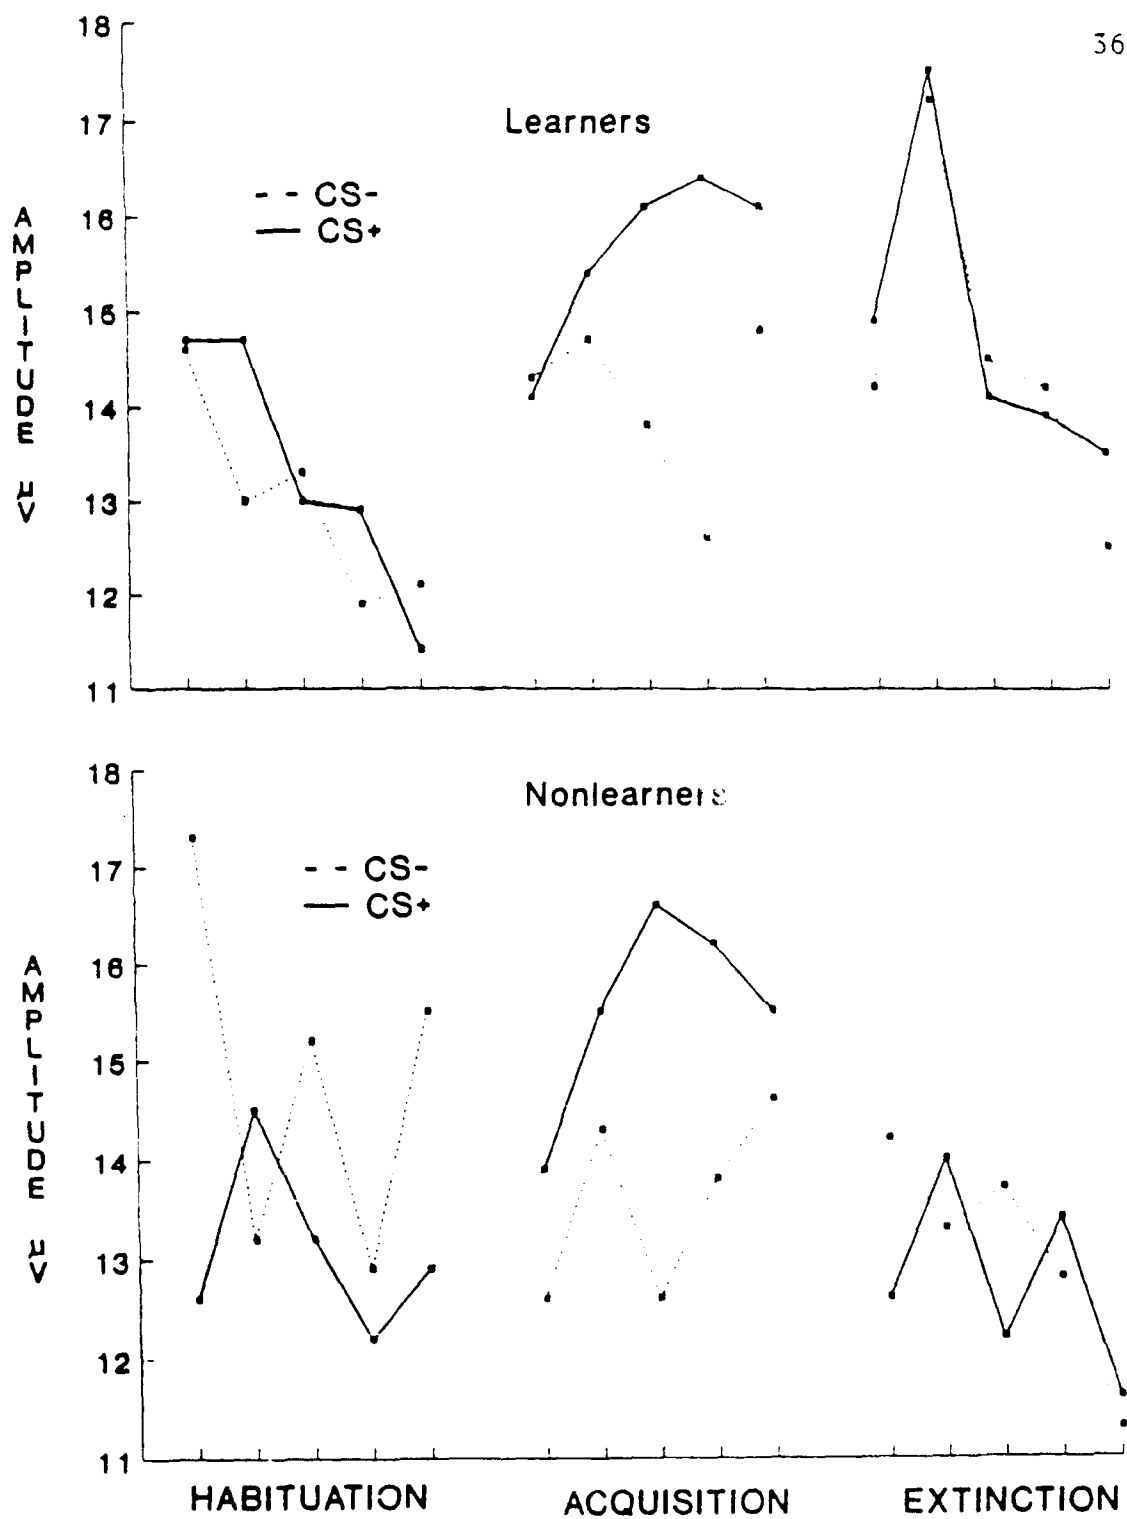 36
Learners
CS-
CS+
AMPLITUDE µV
18
17
16
15
14
13
12
11
Nonlearners
CS-
CS+
AMPLITUDE µV
18
17
16
15
14
13
12
11
HABITUATION
ACQUISITION
EXTINCTION